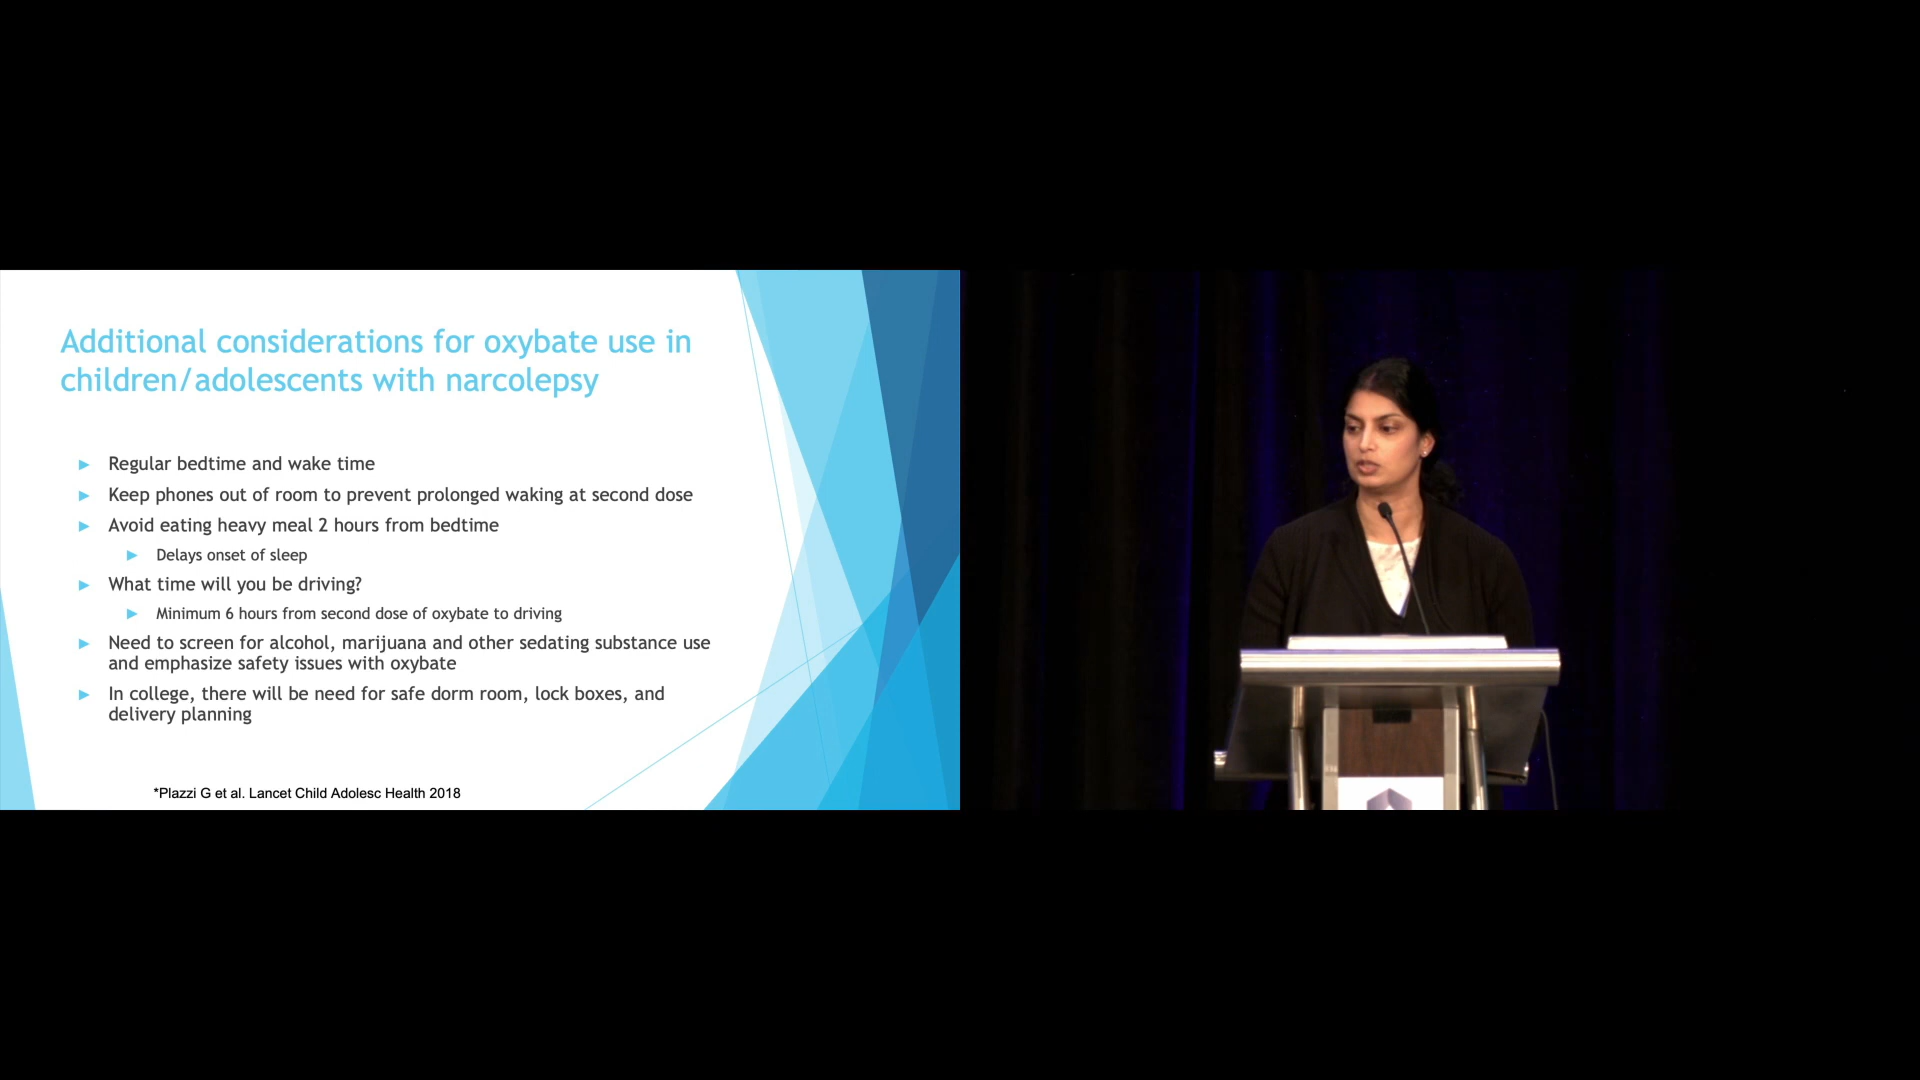 Additional considerations for oxybate use in
children/adolescents with narcolepsy
Regular bedtime and wake time
Keep phones out of room to prevent prolonged waking at second dose
Avoid eating heavy meal 2 hours from bedtime
Delays onset of sleep
What time will you be driving?
Minimum 6 hours from second dose of oxybate to driving
Need to screen for alcohol, marijuana and other sedating substance use
and emphasize safety issues with oxybate
In college, there will be need for safe dorm room, lock boxes, and
delivery planning
*Plazzi G et al. Lancet Child Adolesc Health 2018